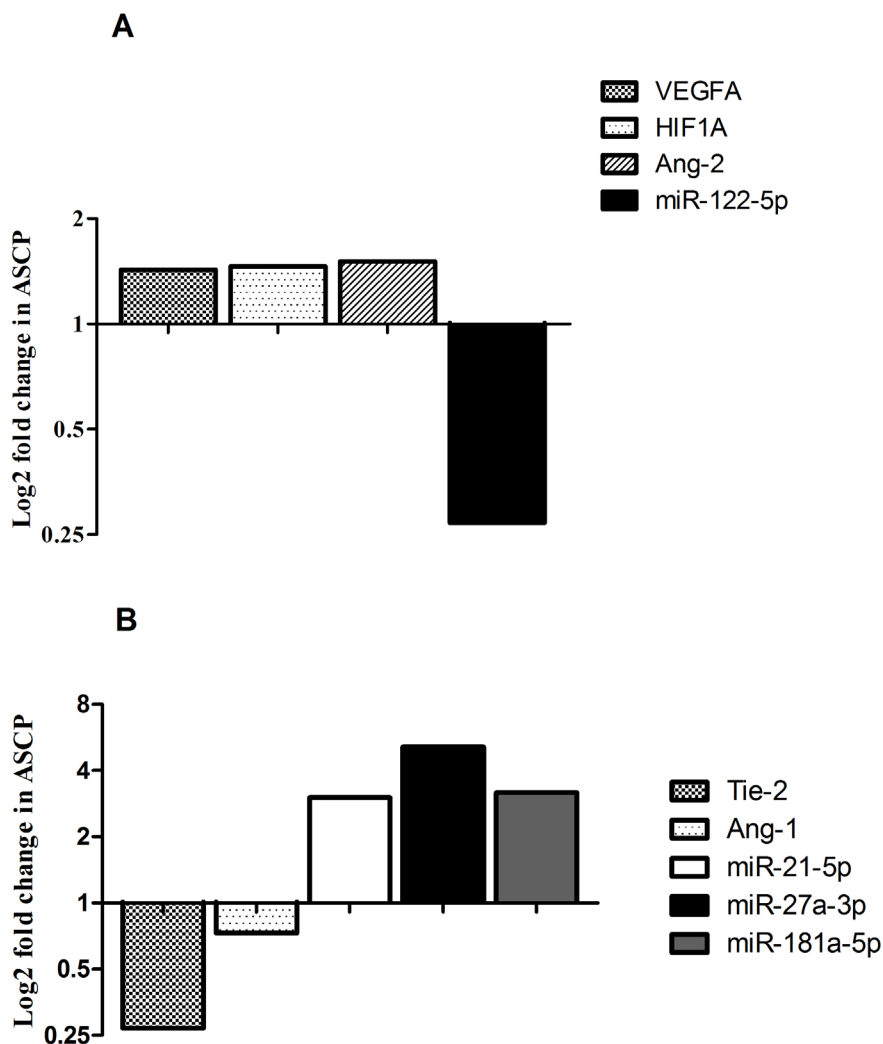 A
VEGFA
HIF1A
Ang-2
miR-122-5p
Log2 fold change in ASCP
2
1
0.5
0.25
B
Log2 fold change in ASCP
8
4
2
1
0.5
0.25
Tie-2
Ang-1
miR-21-5p
miR-27a-3p
miR-181a-5p